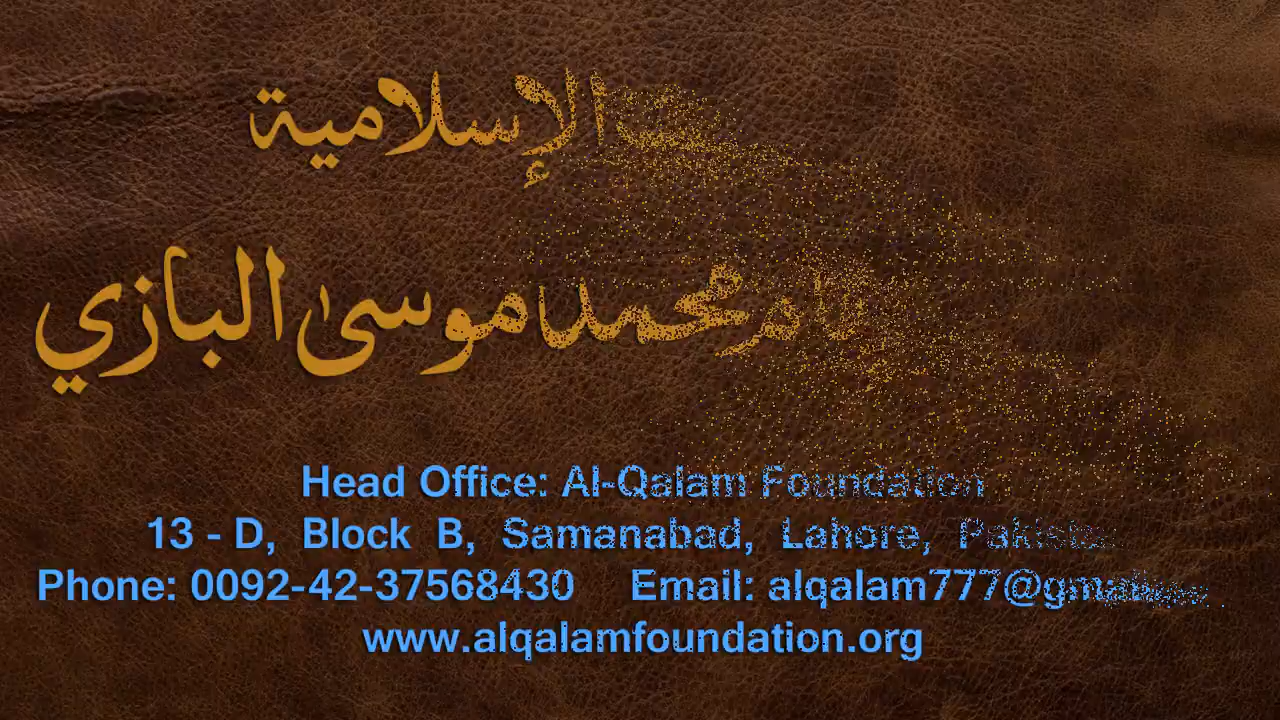 الإسلامية
محمد موسىٰ البازي
Head Office: Al-Qalam Foundation
13 - D, Block B, Samanabad, Lahore,
Phone: 0092-42-37568430 Email:
www.alqalamfoundation.org